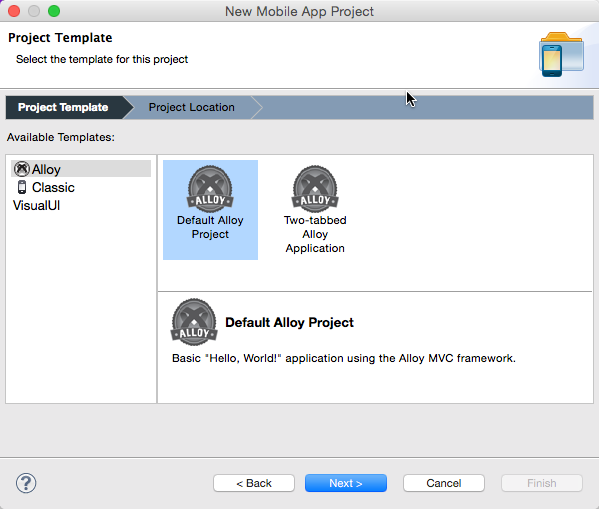 New Mobile App Project
Project Template
Select the template for this project
Project Template
Project Location
Available Templates:
Alloy
Classic
VisualUI
ALLOY
Default Alloy
Project
ALLOY
Two-tabbed
Alloy
Application
ALLOY
Default Alloy Project
Basic "Hello, World!" application using the Alloy MVC framework.
?
< Back
Next >
Cancel
Finish